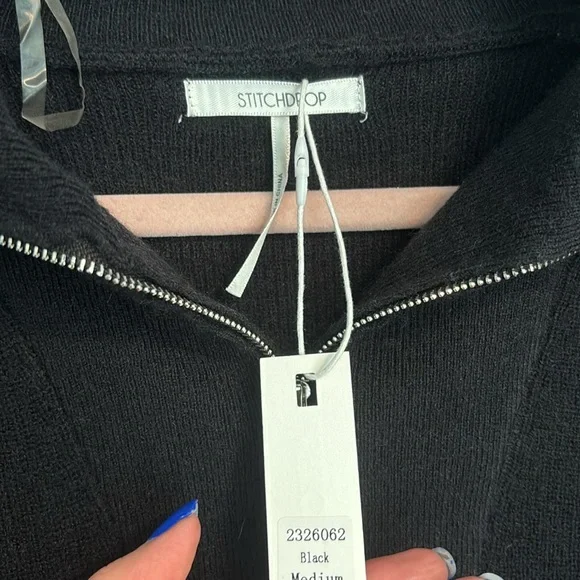 STITCHDROP
2326062
Black
Medium